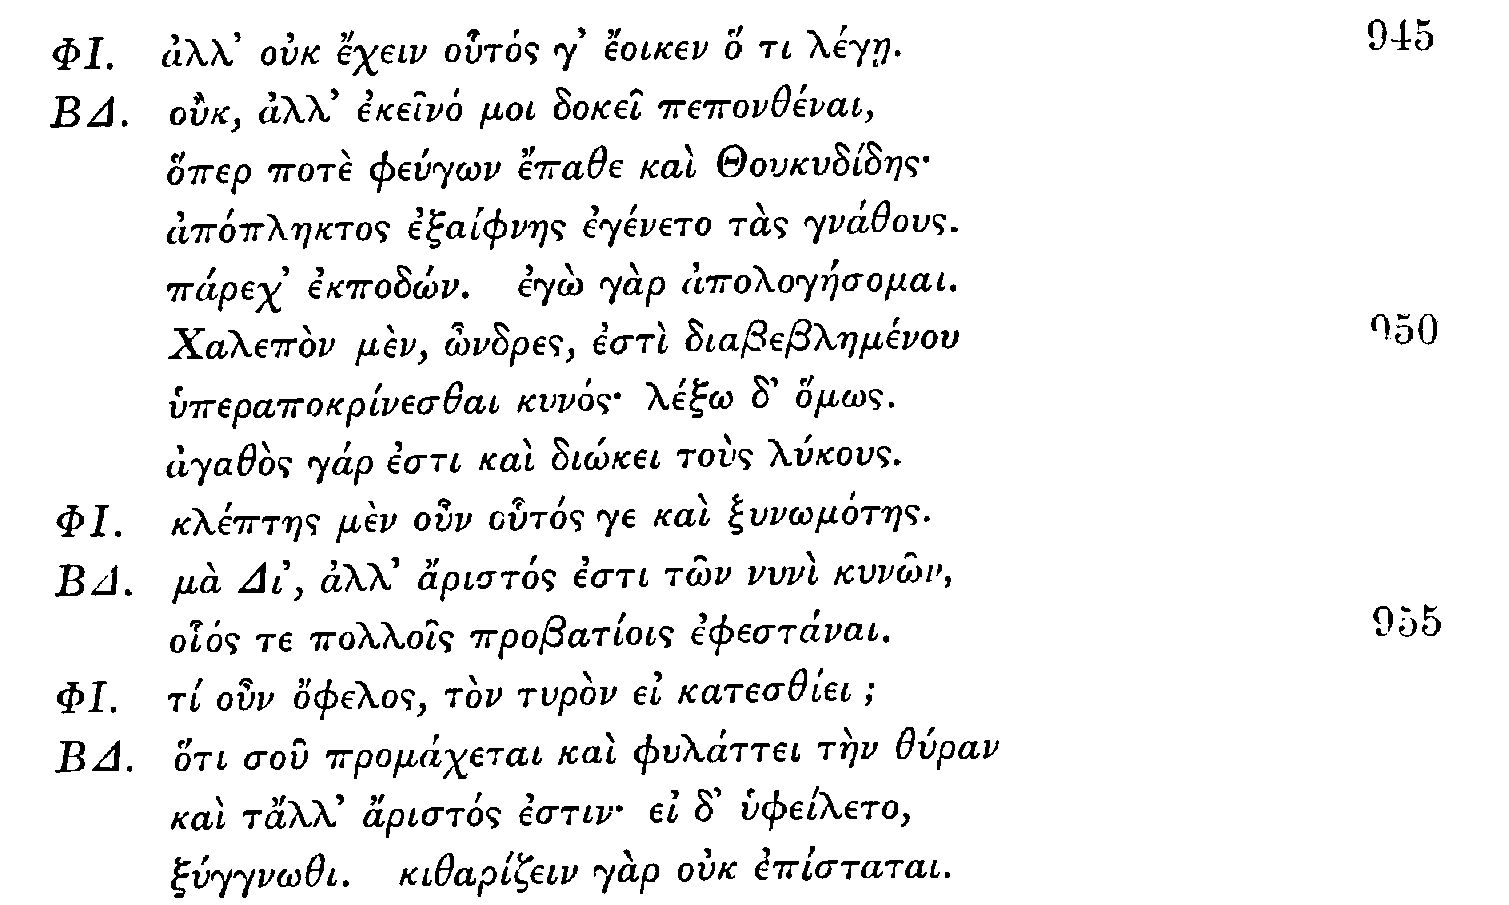 ΦΙ. ἀλλ’ οὐκ ἔχειν οὗτός γ’ ἔοικεν ὅ τι λέγῃ. 945
ΒΔ. οὒκ, ἀλλ’ ἐκεῖνό μοι δοκεῖ πεπονθέναι,
ὅπερ ποτὲ φεύγων ἔπαθε καὶ Θουκυδίδης·
ἀπόπληκτος ἐξαίφνης ἐγένετο τὰς γνάθους.
πάρεχ’ ἐκποδών. ἐγὼ γὰρ ἀπολογήσομαι.
Χαλεπὸν μὲν, ὦνδρες, ἐστὶ διαβεβλημένου 950
ὑπεραποκρίνεσθαι κυνός· λέξω δ’ ὅμως.
ἀγαθὸς γάρ ἐστι καὶ διώκει τοὺς λύκους.
ΦΙ. κλέπτης μὲν οὖν οὗτός γε καὶ ξυνωμότης.
ΒΔ. μὰ Δι’, ἀλλ’ ἄριστός ἐστι τῶν νυνὶ κυνῶν,
οἷός τε πολλοῖς προβατίοις ἐφεστάναι. 955
ΦΙ. τί οὖν ὄφελος, τὸν τυρὸν εἰ κατεσθίει ;
ΒΔ. ὅτι σοῦ προμάχεται καὶ φυλάττει τὴν θύραν
καὶ τἄλλ’ ἄριστός ἐστιν· εἰ δ’ ὑφείλετο,
ξύγγνωθι. κιθαρίζειν γὰρ οὐκ ἐπίσταται.